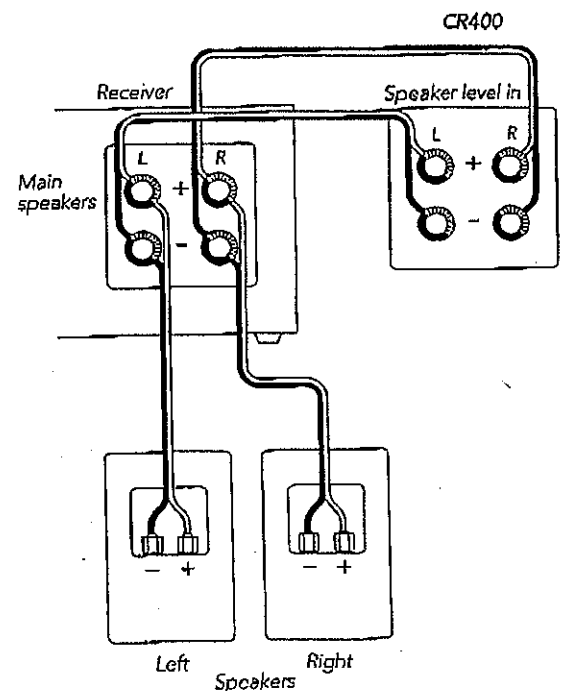 CR400
Receiver
Speaker level in
L R
L R
Main
speakers
+
+
-
-
- +
- +
Left
Right
Speakers